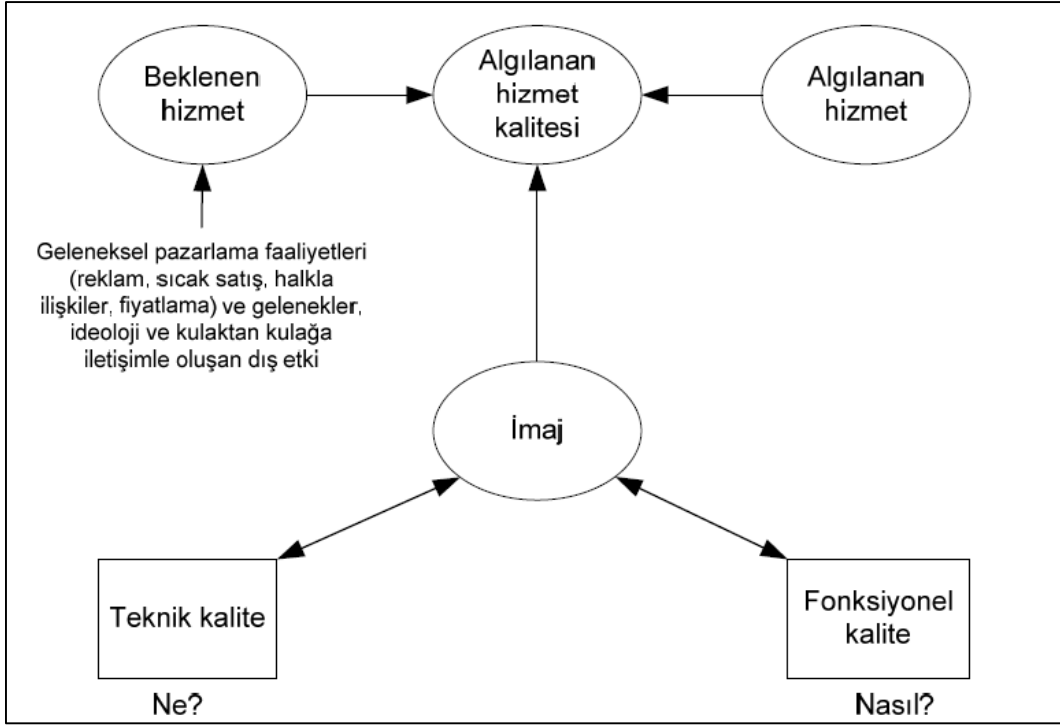 Beklenen
hizmet
Algılanan
hizmet
kalitesi
Algılanan
hizmet
Geleneksel pazarlama faaliyetleri
(reklam, sıcak satış, halkla
ilişkiler, fiyatlama) ve gelenekler,
ideoloji ve kulaktan kulağa
iletişimle oluşan dış etki
İmaj
Teknik kalite
Fonksiyonel
kalite
Ne?
Nasıl?